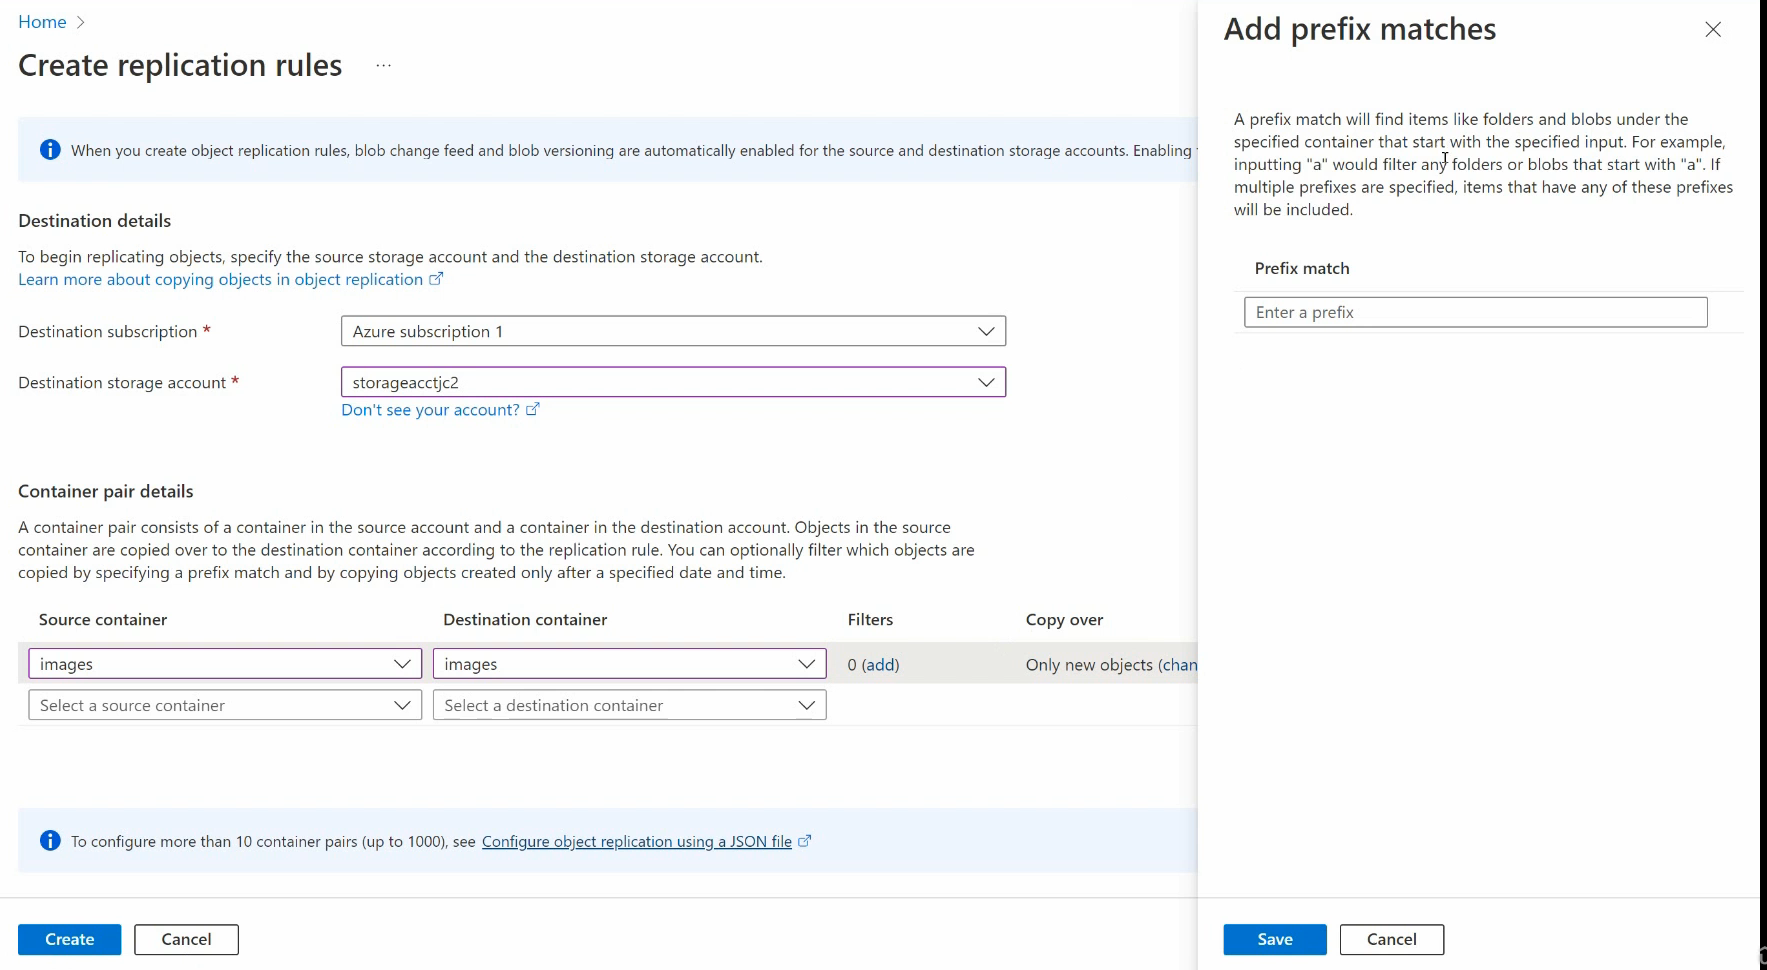 Home
Create replication rules
When you create object replication rules, blob change feed and blob versioning are automatically enabled for the source and destination storage accounts. Enabling
Destination details
To begin replicating objects, specify the source storage account and the destination storage account.
Learn more about copying objects in object replication
Destination subscription *
Azure subscription 1
Destination storage account *
storageacctjc2
Don't see your account?
Container pair details
A container pair consists of a container in the source account and a container in the destination account. Objects in the source
container are copied over to the destination container according to the replication rule. You can optionally filter which objects are
copied by specifying a prefix match and by copying objects created only after a specified date and time.
Source container Destination container Filters Copy over
images images 0 (add) Only new objects (chan
Select a source container Select a destination container
To configure more than 10 container pairs (up to 1000), see Configure object replication using a JSON file
Create Cancel
Add prefix matches
A prefix match will find items like folders and blobs under the
specified container that start with the specified input. For example,
inputting "a" would filter any folders or blobs that start with "a". If
multiple prefixes are specified, items that have any of these prefixes
will be included.
Prefix match
Enter a prefix
Save Cancel